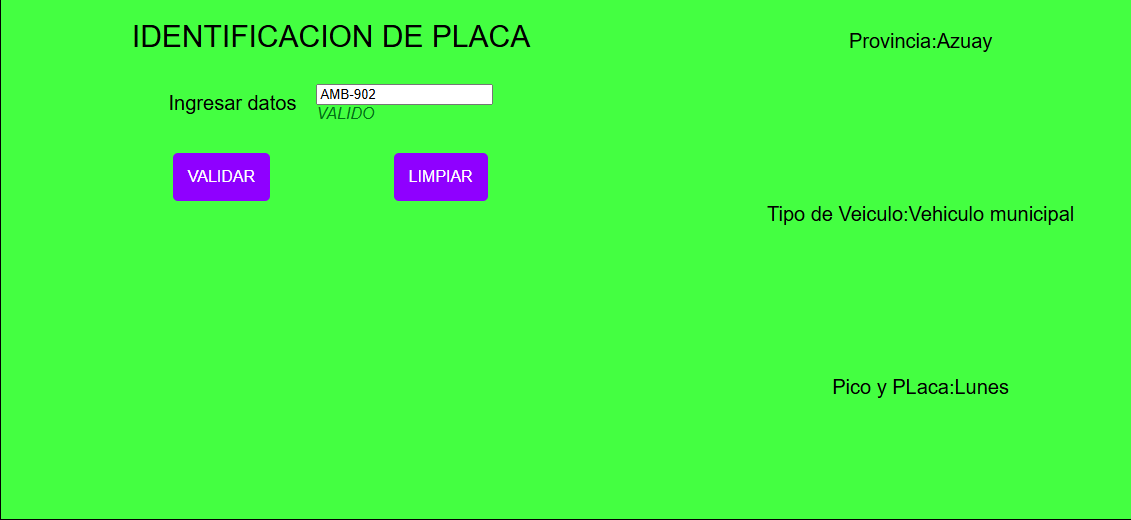 IDENTIFICACION DE PLACA
Ingresar datos
AMB-902
VALIDO
VALIDAR
LIMPIAR
Provincia:Azuay
Tipo de Veiculo:Vehiculo municipal
Pico y PLaca:Lunes